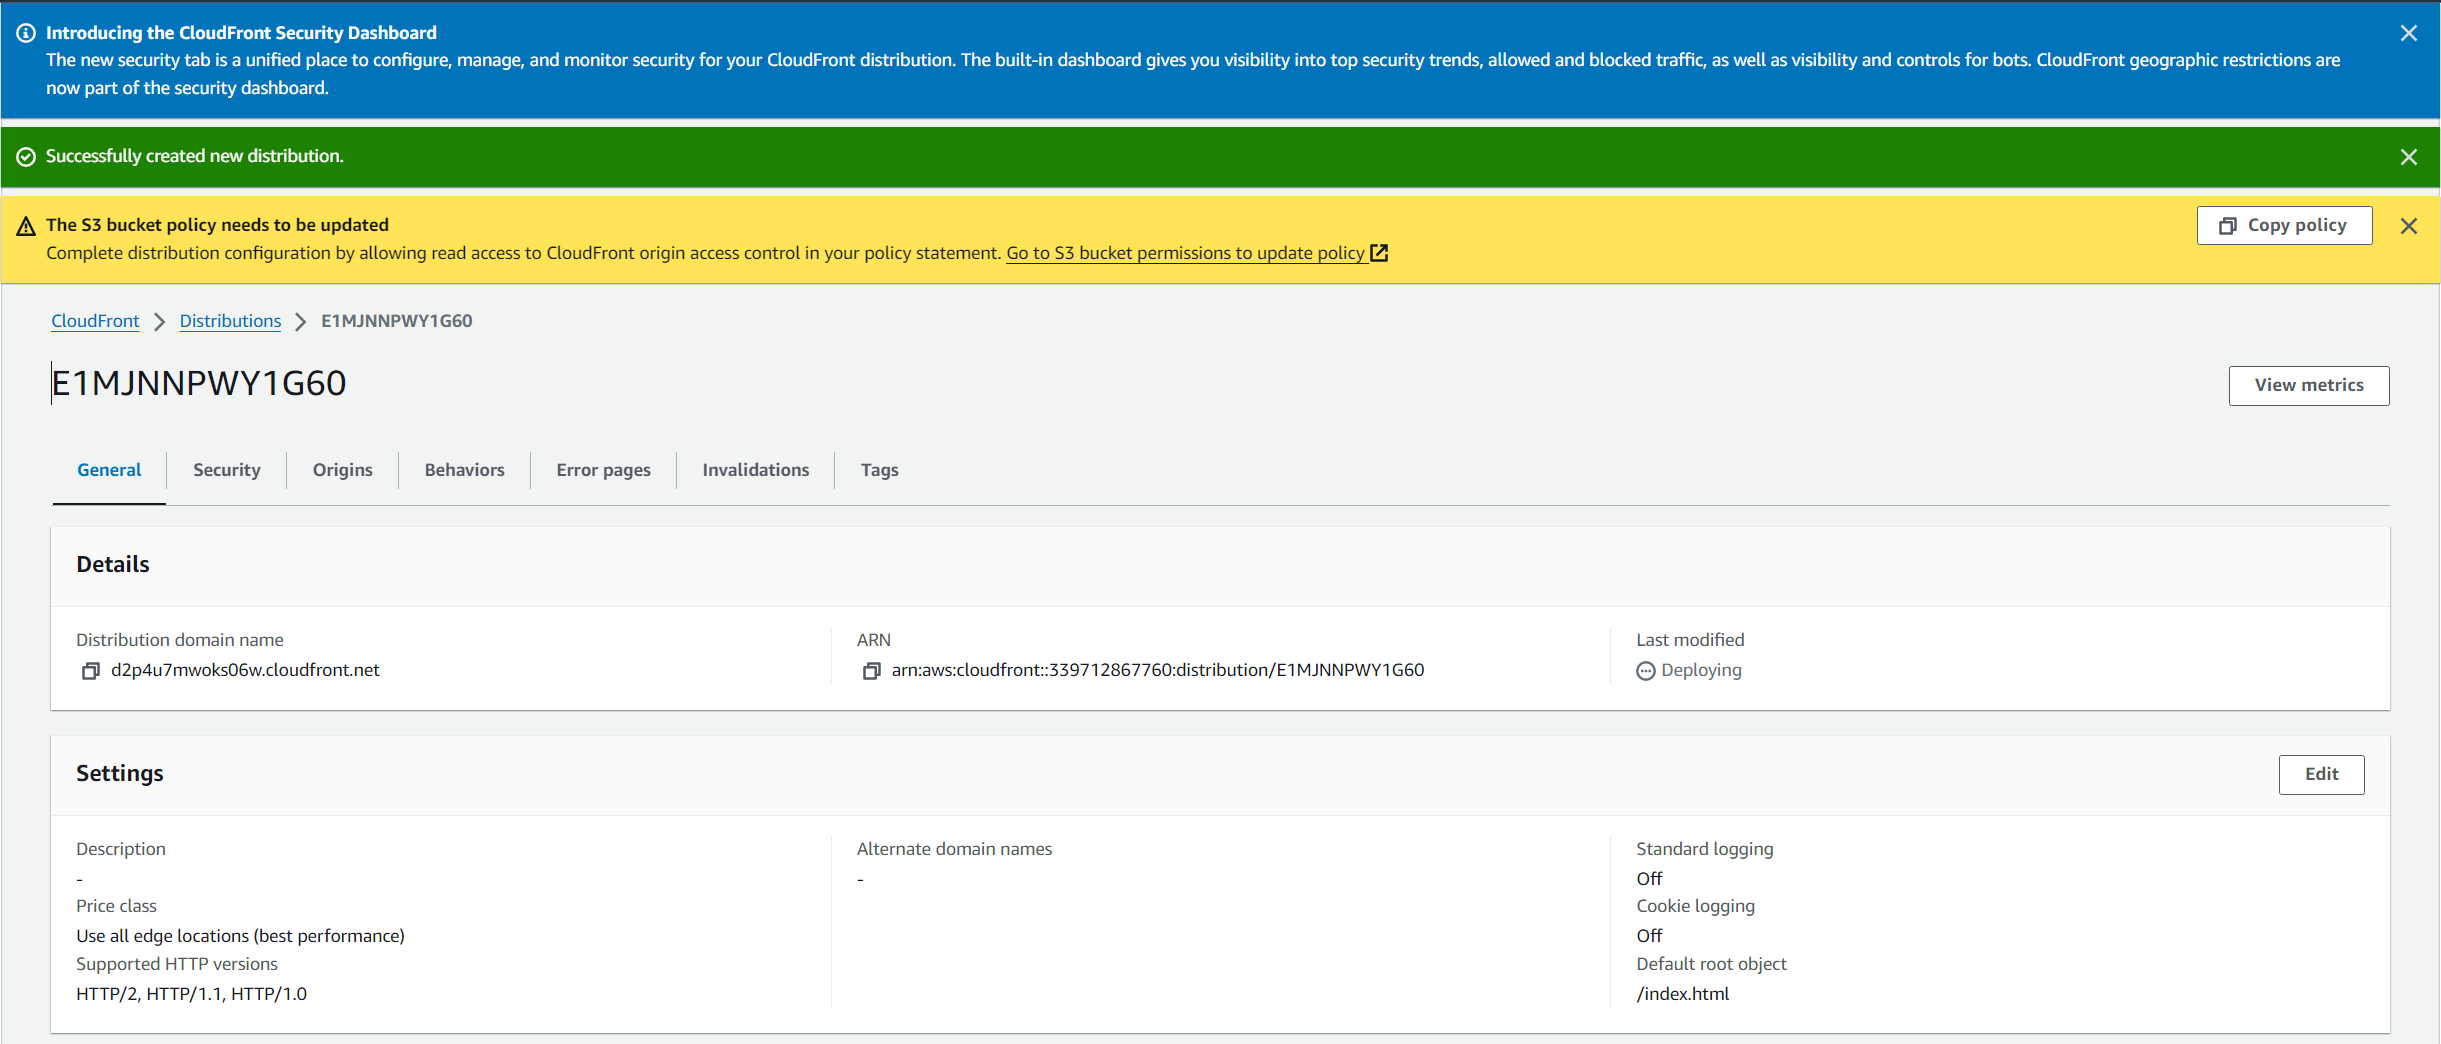 Introducing the CloudFront Security Dashboard
The new security tab is a unified place to configure, manage, and monitor security for your CloudFront distribution. The built-in dashboard gives you visibility into top security trends, allowed and blocked traffic, as well as visibility and controls for bots. CloudFront geographic restrictions are
now part of the security dashboard.
Successfully created new distribution.
The S3 bucket policy needs to be updated
Complete distribution configuration by allowing read access to CloudFront origin access control in your policy statement. Go to S3 bucket permissions to update policy
Copy policy
CloudFront > Distributions > E1MJNNPWY1G60
E1MJNNPWY1G60
View metrics
General Security Origins Behaviors Error pages Invalidations Tags
Details
Distribution domain name
d2p4u7mwoks06w.cloudfront.net
ARN
arn:aws:cloudfront::339712867760:distribution/E1MJNNPWY1G60
Last modified
Deploying
Settings
Edit
Description
-
Price class
Use all edge locations (best performance)
Supported HTTP versions
HTTP/2, HTTP/1.1, HTTP/1.0
Alternate domain names
-
Standard logging
Off
Cookie logging
Off
Default root object
/index.html